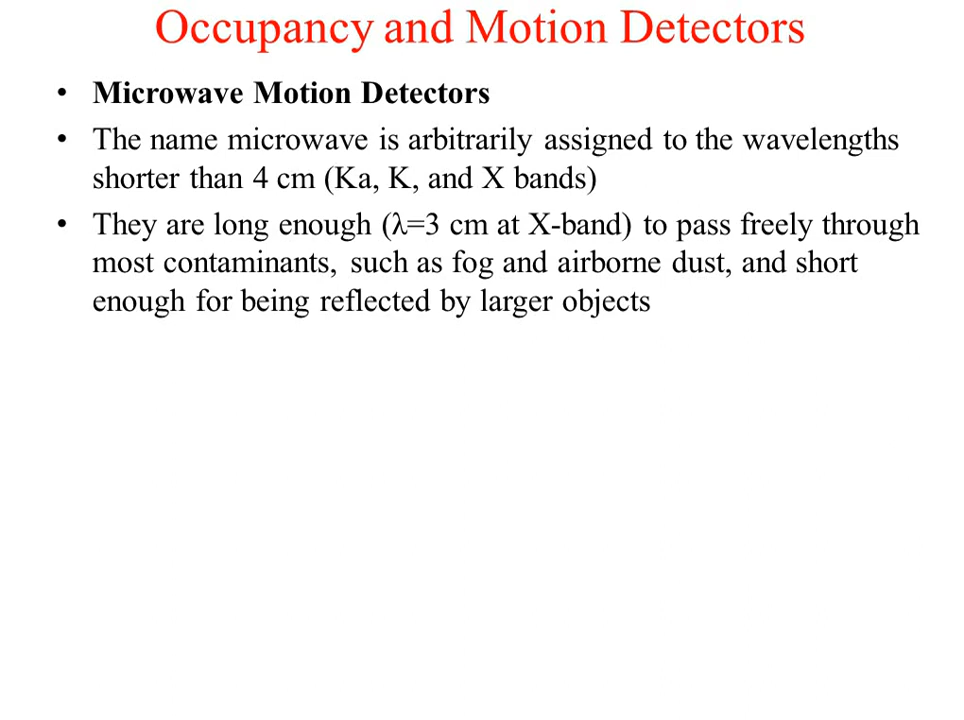 Occupancy and Motion Detectors
• Microwave Motion Detectors
• The name microwave is arbitrarily assigned to the wavelengths
shorter than 4 cm (Ka, K, and X bands)
• They are long enough (λ=3 cm at X-band) to pass freely through
most contaminants, such as fog and airborne dust, and short
enough for being reflected by larger objects